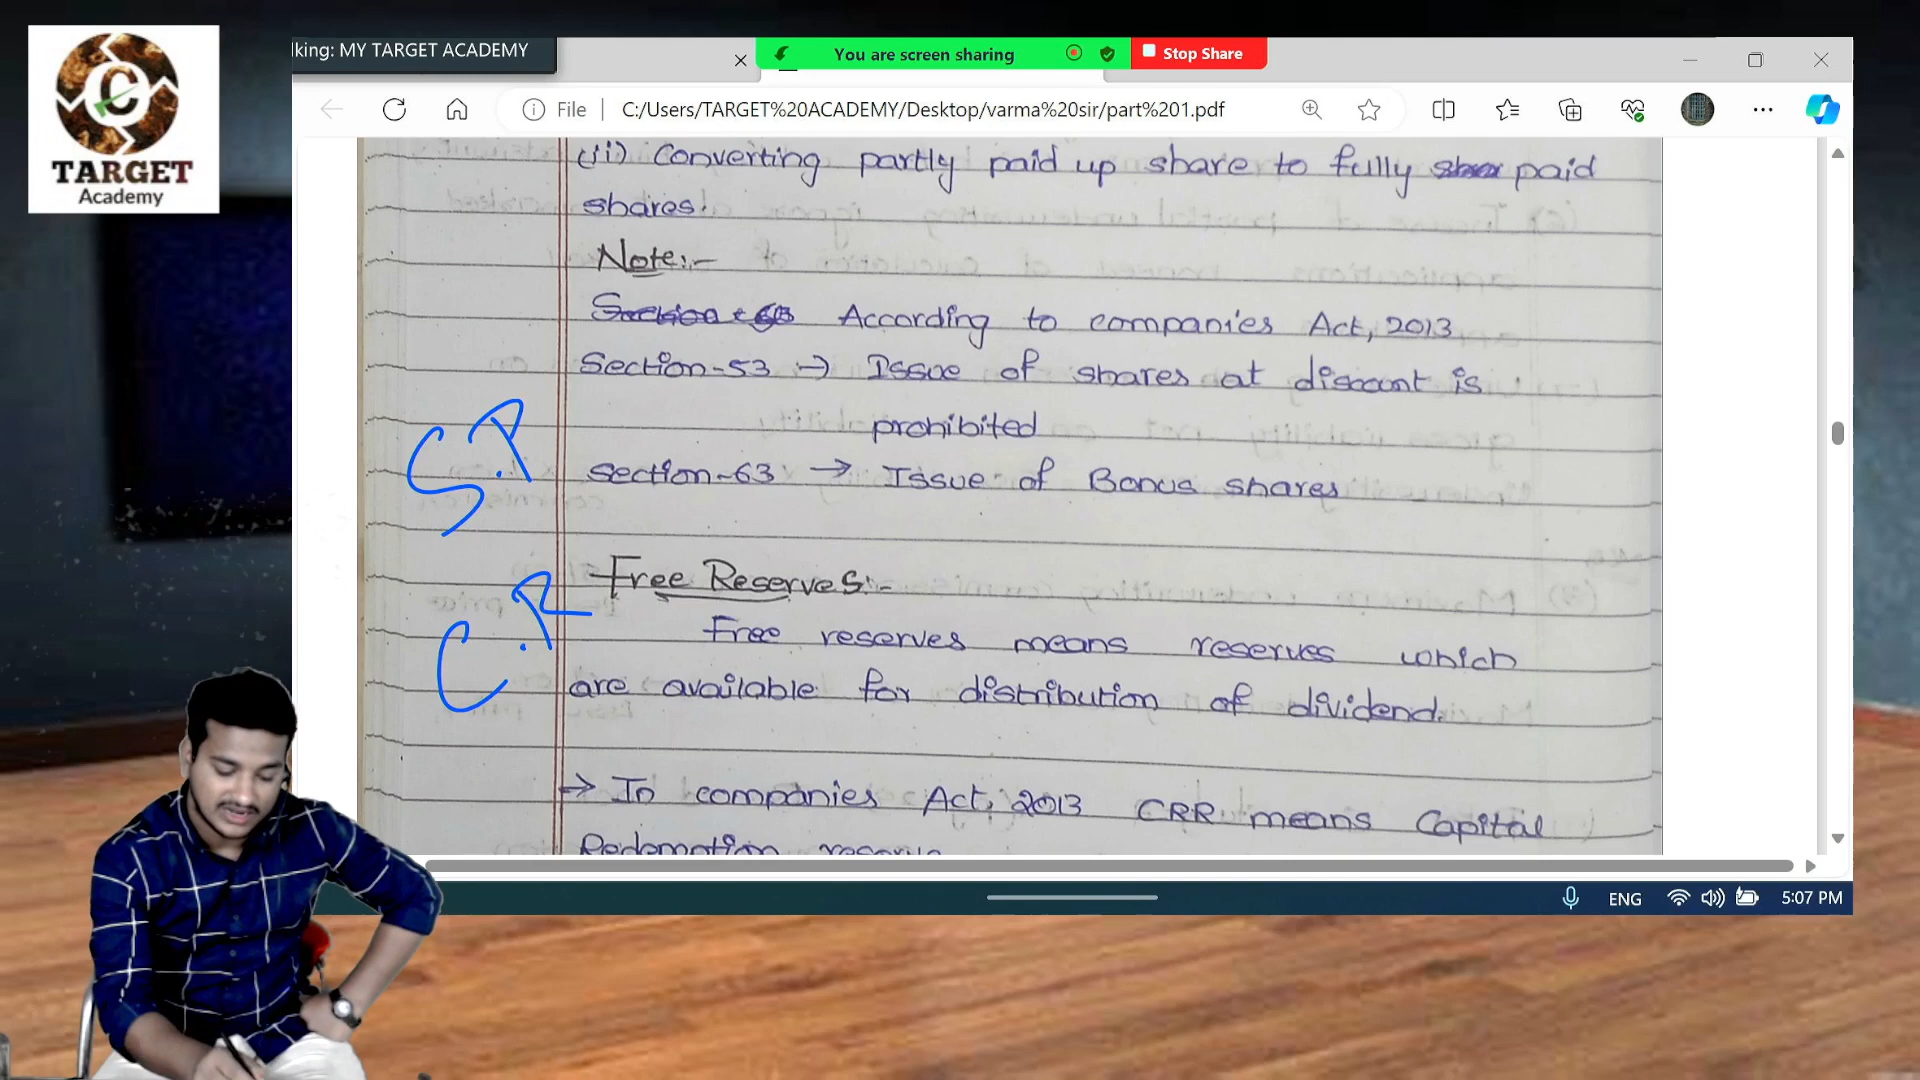 TARGET
Academy
lking: MY TARGET ACADEMY
You are screen sharing
Stop Share
File
C:/Users/TARGET%20ACADEMY/Desktop/varma%20sir/part%201.pdf
(ii) Converting partly paid up share to fully paid
shares.
Note:-
According to companies Act, 2013
Section-53 → Issue of shares at discount is
prohibited
S.P
section-63 → Issue of Bonus shares
Free Reserves:-
C.R
Free reserves means reserves which
are available for distribution of dividend.
→ In companies Act, 2013 CRR means Capital
Redemption reserve
ENG
5:07 PM